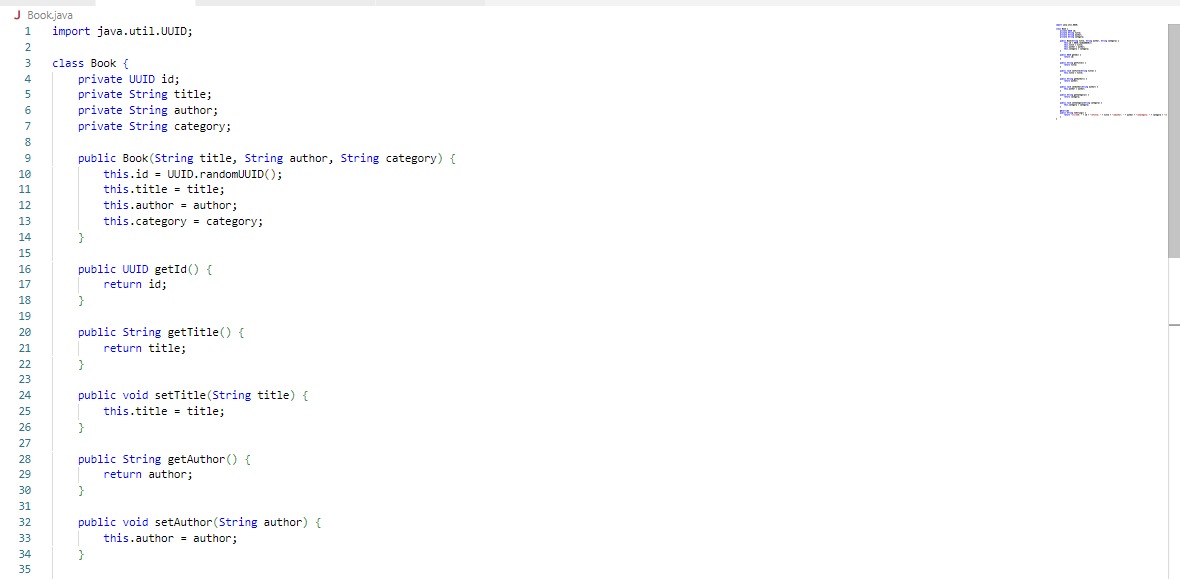 J Book.java
1 import java.util.UUID;
2
3 class Book {
4 private UUID id;
5 private String title;
6 private String author;
7 private String category;
8
9 public Book(String title, String author, String category) {
10 this.id = UUID.randomUUID();
11 this.title = title;
12 this.author = author;
13 this.category = category;
14 }
15
16 public UUID getId() {
17 return id;
18 }
19
20 public String getTitle() {
21 return title;
22 }
23
24 public void setTitle(String title) {
25 this.title = title;
26 }
27
28 public String getAuthor() {
29 return author;
30 }
31
32 public void setAuthor(String author) {
33 this.author = author;
34 }
35